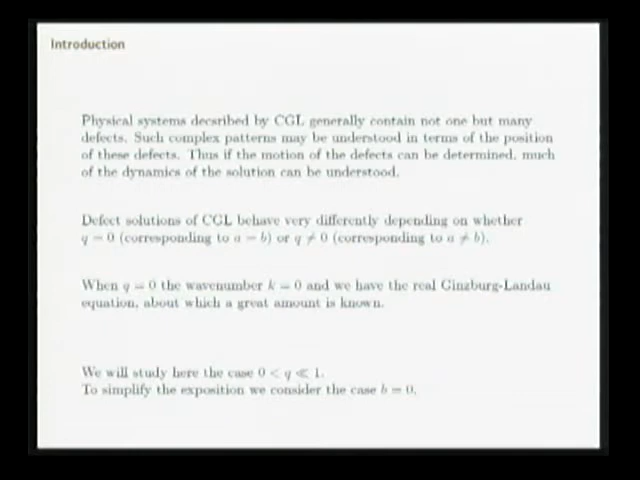 Introduction
Physical systems decsribed by CGL generally contain not one but many
defects. Such complex patterns may be understood in terms of the position
of these defects. Thus if the motion of the defects can be determined, much
of the dynamics of the solution can be understood.
Defect solutions of CGL behave very differently depending on whether
q = 0 (corresponding to a = b) or q ≠ 0 (corresponding to a ≠ b).
When q = 0 the wavenumber k = 0 and we have the real Ginzburg-Landau
equation, about which a great amount is known.
We will study here the case 0 < q ≪ 1.
To simplify the exposition we consider the case b = 0.